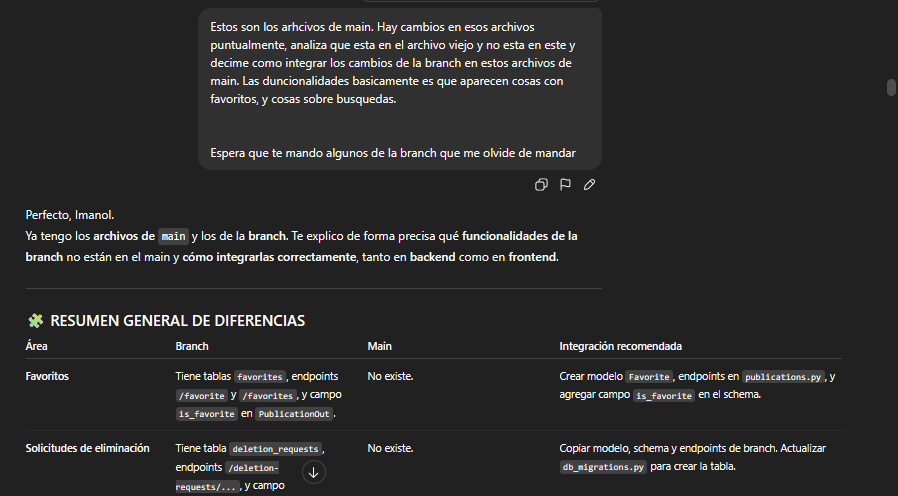 Estos son los arhcivos de main. Hay cambios en esos archivos
puntualmente, analiza que esta en el archivo viejo y no esta en este y
decime como integrar los cambios de la branch en estos archivos de
main. Las duncionalidades basicamente es que aparecen cosas con
favoritos, y cosas sobre busquedas.
Espera que te mando algunos de la branch que me olvide de mandar
Perfecto, Imanol.
Ya tengo los archivos de main y los de la branch. Te explico de forma precisa qué funcionalidades de la
branch no están en el main y cómo integrarlas correctamente, tanto en backend como en frontend.
RESUMEN GENERAL DE DIFERENCIAS
Área Branch Main Integración recomendada
Favoritos Tiene tablas favorites, endpoints No existe. Crear modelo Favorite, endpoints en publications.py, y
/favorite y /favorites, y campo agregar campo is_favorite en el schema.
is_favorite en PublicationOut.
Solicitudes de eliminación Tiene tabla deletion_requests, No existe. Copiar modelo, schema y endpoints de branch. Actualizar
endpoints /deletion- db_migrations.py para crear la tabla.
requests/..., y campo